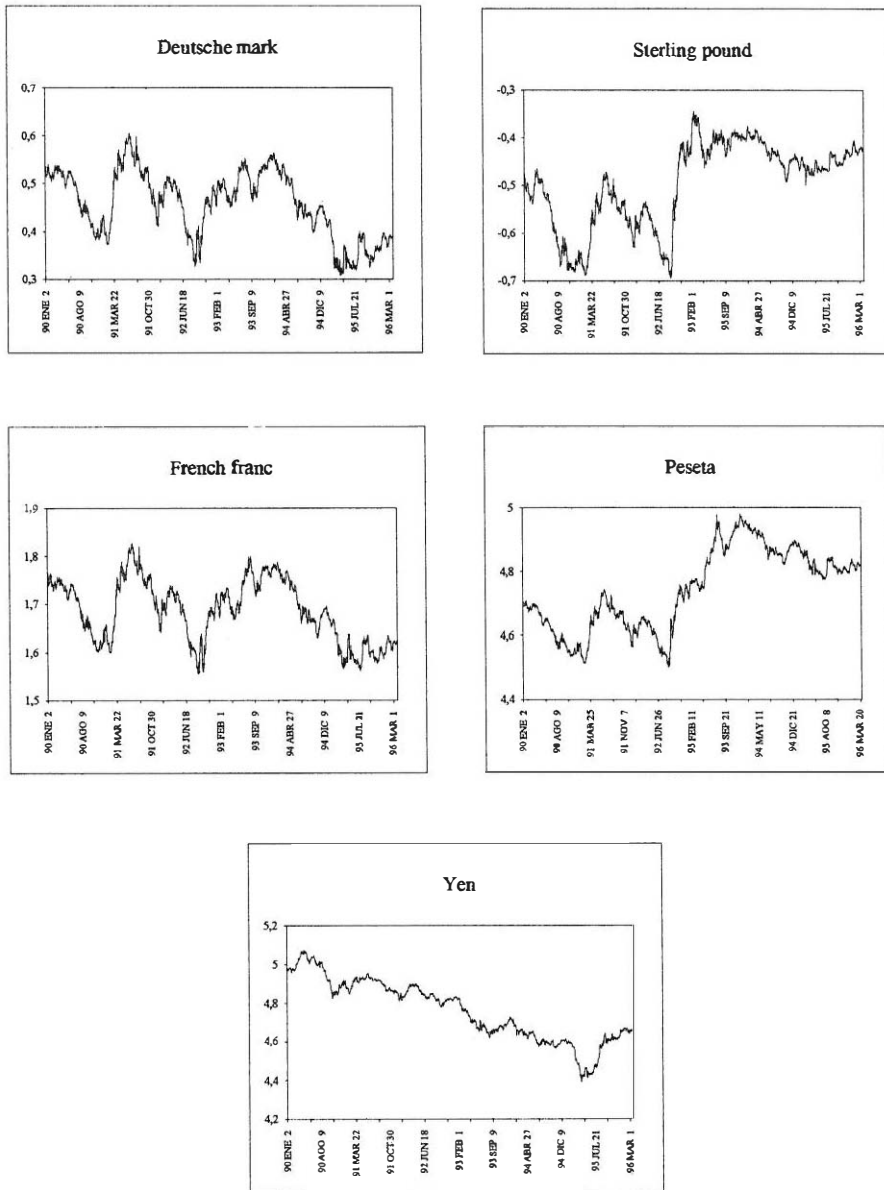 Deutsche mark
0.7
0,6
0,5
0,4
0,3
90 ENE 2
90 AGO 9
91 MAR 22
91 OCT 30
92 JUN 18
93 FEB 1
93 SEP 9
94 ABR 27
94 DIC 9
95 JUL 21
96 MAR 1
Sterling pound
-0,3
-0,4
-0,5
-0,6
-0,7
90 ENE 2
90 AGO 9
91 MAR 22
91 OCT 30
92 JUN 18
93 FEB 1
93 SEP 9
94 ABR 27
94 DIC 9
95 JUL 21
96 MAR 1
French franc
1,9
1,8
1,7
1,6
1,5
90 ENE 2
90 AGO 9
91 MAR 22
91 OCT 30
92 JUN 18
93 FEB 1
93 SEP 9
94 ABR 27
94 DIC 9
95 JUL 21
96 MAR 1
Peseta
5
4,8
4,6
4,4
90 ENE 2
90 AGO 9
91 MAR 25
91 NOV 7
92 JUN 26
93 FEB 11
93 SEP 21
94 MAY 11
94 DIC 21
95 AGO 8
96 MAR 20
Yen
5,2
5
4,8
4,6
4,4
4,2
90 ENE 2
90 AGO 9
91 MAR 22
91 OCT 30
92 JUN 18
93 FEB 1
93 SEP 9
94 ABR 27
94 DIC 9
95 JUL 21
96 MAR 1